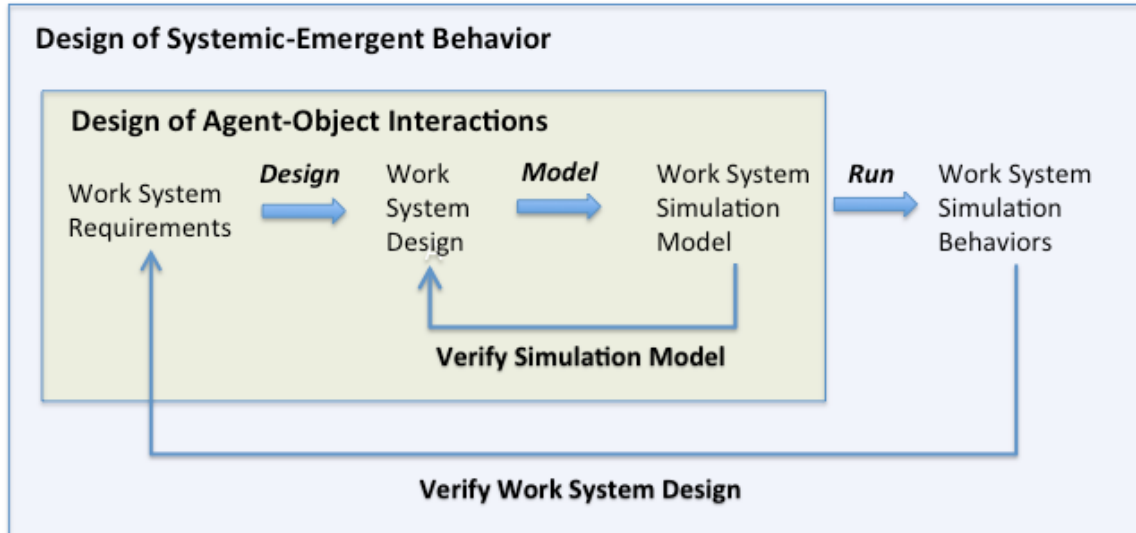 Design of Systemic-Emergent Behavior
Design of Agent-Object Interactions
Work System
Requirements
Design
Work
System
Design
Model
Work System
Simulation
Model
Run
Work System
Simulation
Behaviors
Verify Simulation Model
Verify Work System Design